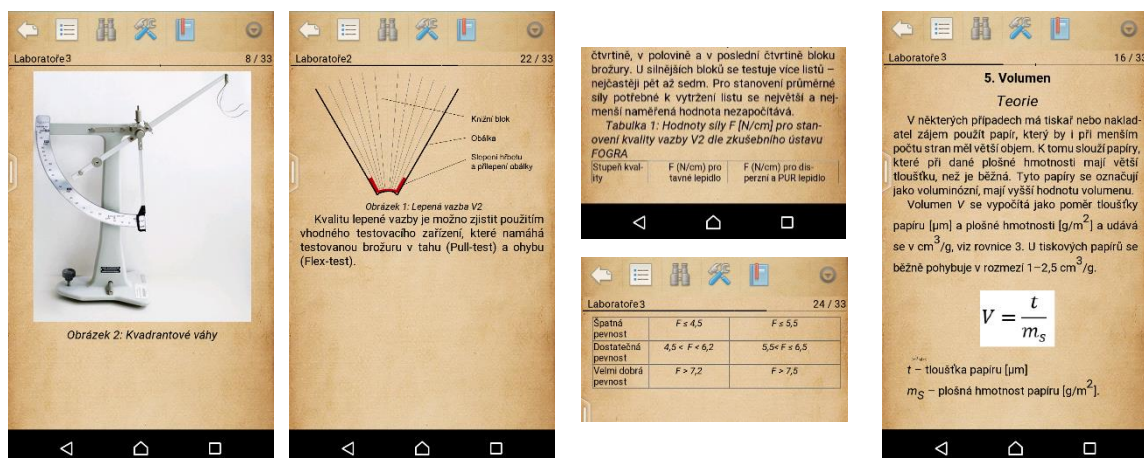 Laboratoře3 8 / 33
Obrázek 2: Kvadrantové váhy
Laboratoře2 22 / 33
Knižní blok
Obálka
Slepení hřbetu
a přilepení obálky
Obrázek 1: Lepená vazba V2
Kvalitu lepené vazby je možno zjistit použitím
vhodného testovacího zařízení, které namáhá
testovanou brožuru v tahu (Pull-test) a ohybu
(Flex-test).
čtvrtině, v polovině a v poslední čtvrtině bloku
brožury. U silnějších bloků se testuje více listů –
nejčastěji pět až sedm. Pro stanovení průměrné
síly potřebné k vytržení listu se největší a nej-
menší naměřená hodnota nezapočítává.
Tabulka 1: Hodnoty síly F [N/cm] pro stan-
ovení kvality vazby V2 dle zkušebního ústavu
FOGRA
Stupeň kval- F (N/cm) pro F (N/cm) pro dis-
ity tavné lepidlo perzní a PUR lepidlo
Laboratoře3 24 / 33
Špatná F ≤ 4,5 F ≤ 5,5
pevnost
Dostatečná 4,5 < F < 6,2 5,5< F ≤ 6,5
pevnost
Velmi dobrá F > 7,2 F > 7,5
pevnost
Laboratoře3 16 / 33
5. Volumen
Teorie
V některých případech má tiskař nebo naklad-
atel zájem použít papír, který by i při menším
počtu stran měl větší objem. K tomu slouží papíry,
které při dané plošné hmotnosti mají větší
tloušťku, než je běžná. Tyto papíry se označují
jako voluminózní, mají vyšší hodnotu volumenu.
Volumen V se vypočítá jako poměr tloušťky
papíru [µm] a plošné hmotnosti [g/m²] a udává
se v cm³/g, viz rovnice 3. U tiskových papírů se
běžně pohybuje v rozmezí 1–2,5 cm³/g.
V = t / mₛ
t – tloušťka papíru [µm]
mS – plošná hmotnost papíru [g/m²].